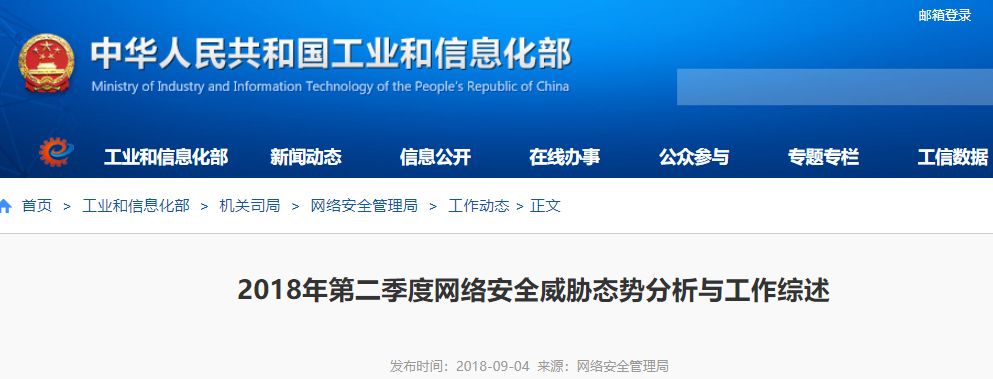 邮箱登录
中华人民共和国工业和信息化部
Ministry of Industry and Information Technology of the People's Republic of China
工业和信息化部 新闻动态 信息公开 在线办事 公众参与 专题专栏 工信数据
首页 > 工业和信息化部 > 机关司局 > 网络安全管理局 > 工作动态 > 正文
2018年第二季度网络安全威胁态势分析与工作综述
发布时间：2018-09-04 来源：网络安全管理局